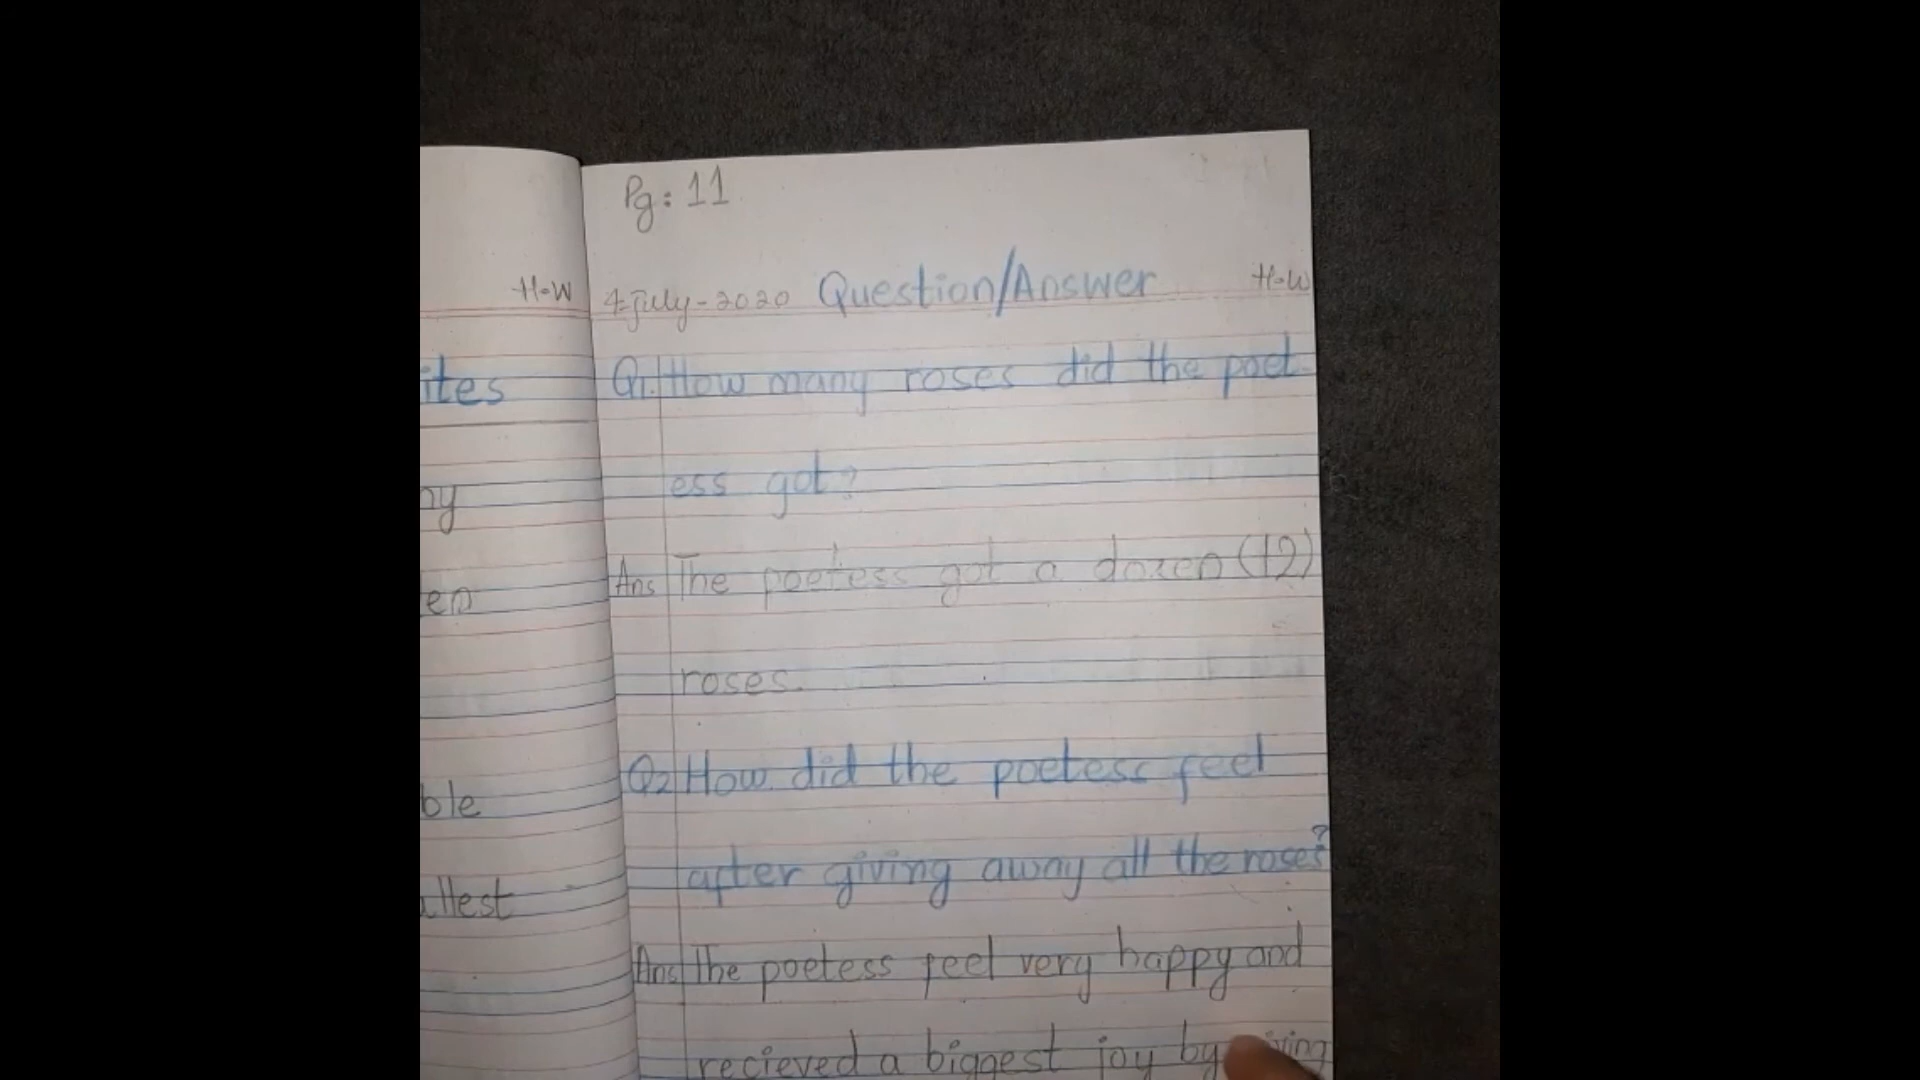 H.W
ites
ny
en
ble
allest
Pg: 11
4-July-2020 Question/Answer H.W
Q1. How many roses did the poet-
ess got?
Ans The poetess got a dozen (12)
roses.
Q2 How did the poetess feel
after giving away all the roses?
Ans The poetess feel very happy and
recieved a biggest joy by giving